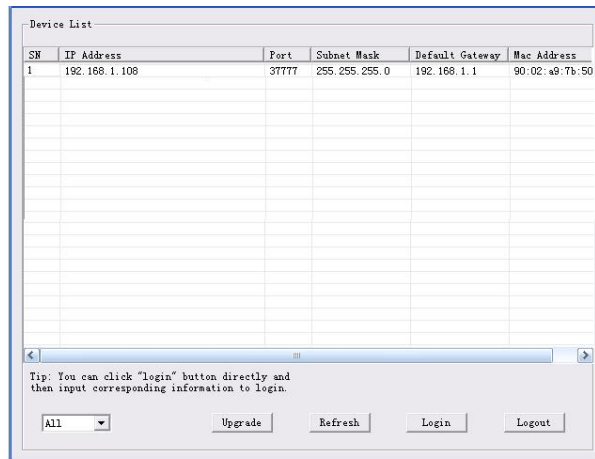 Device List
SN IP Address Port Subnet Mask Default Gateway Mac Address
1 192.168.1.108 37777 255.255.255.0 192.168.1.1 90:02:a9:7b:50
Tip: You can click "login" button directly and
then input corresponding information to login.
All Upgrade Refresh Login Logout